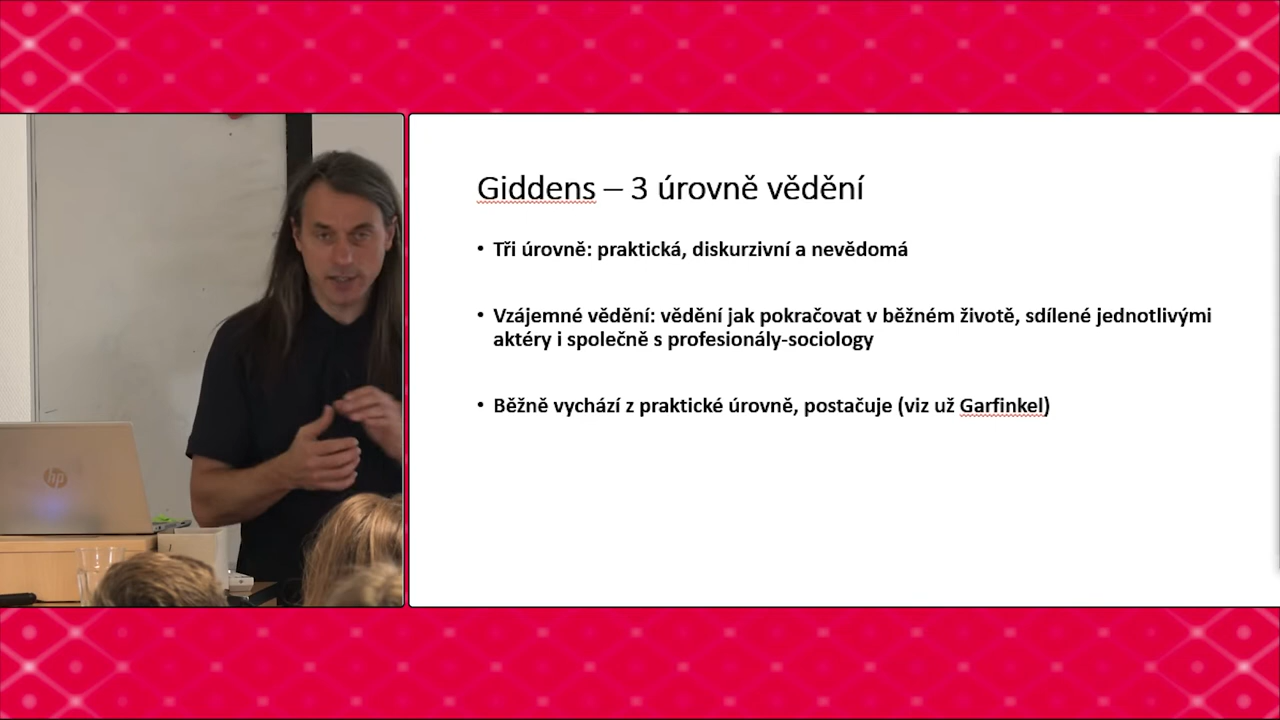 Giddens – 3 úrovně vědění
• Tři úrovně: praktická, diskurzivní a nevědomá
• Vzájemné vědění: vědění jak pokračovat v běžném životě, sdílené jednotlivými
aktéry i společně s profesionály-sociology
• Běžně vychází z praktické úrovně, postačuje (viz už Garfinkel)
hp